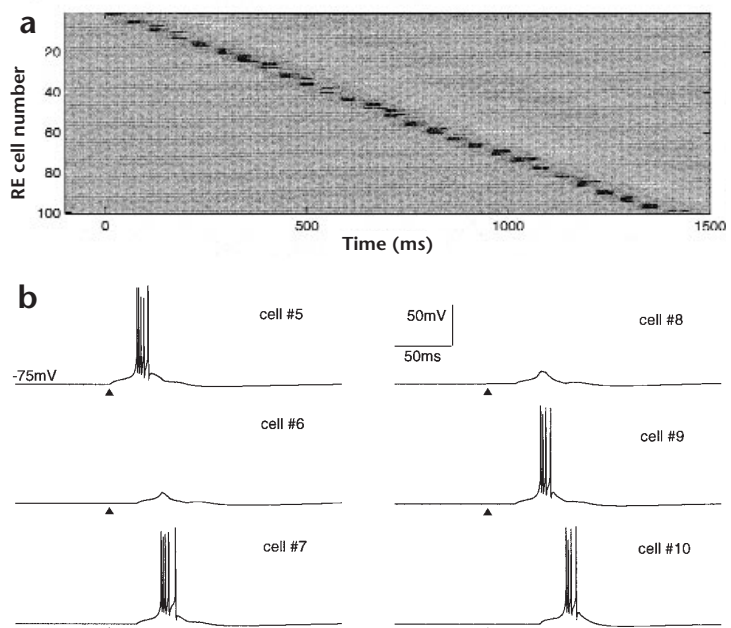 a
RE cell number
20
40
60
80
100
0
500
1000
1500
Time (ms)
b
cell #5
-75mV
cell #6
cell #7
50mV
50ms
cell #8
cell #9
cell #10